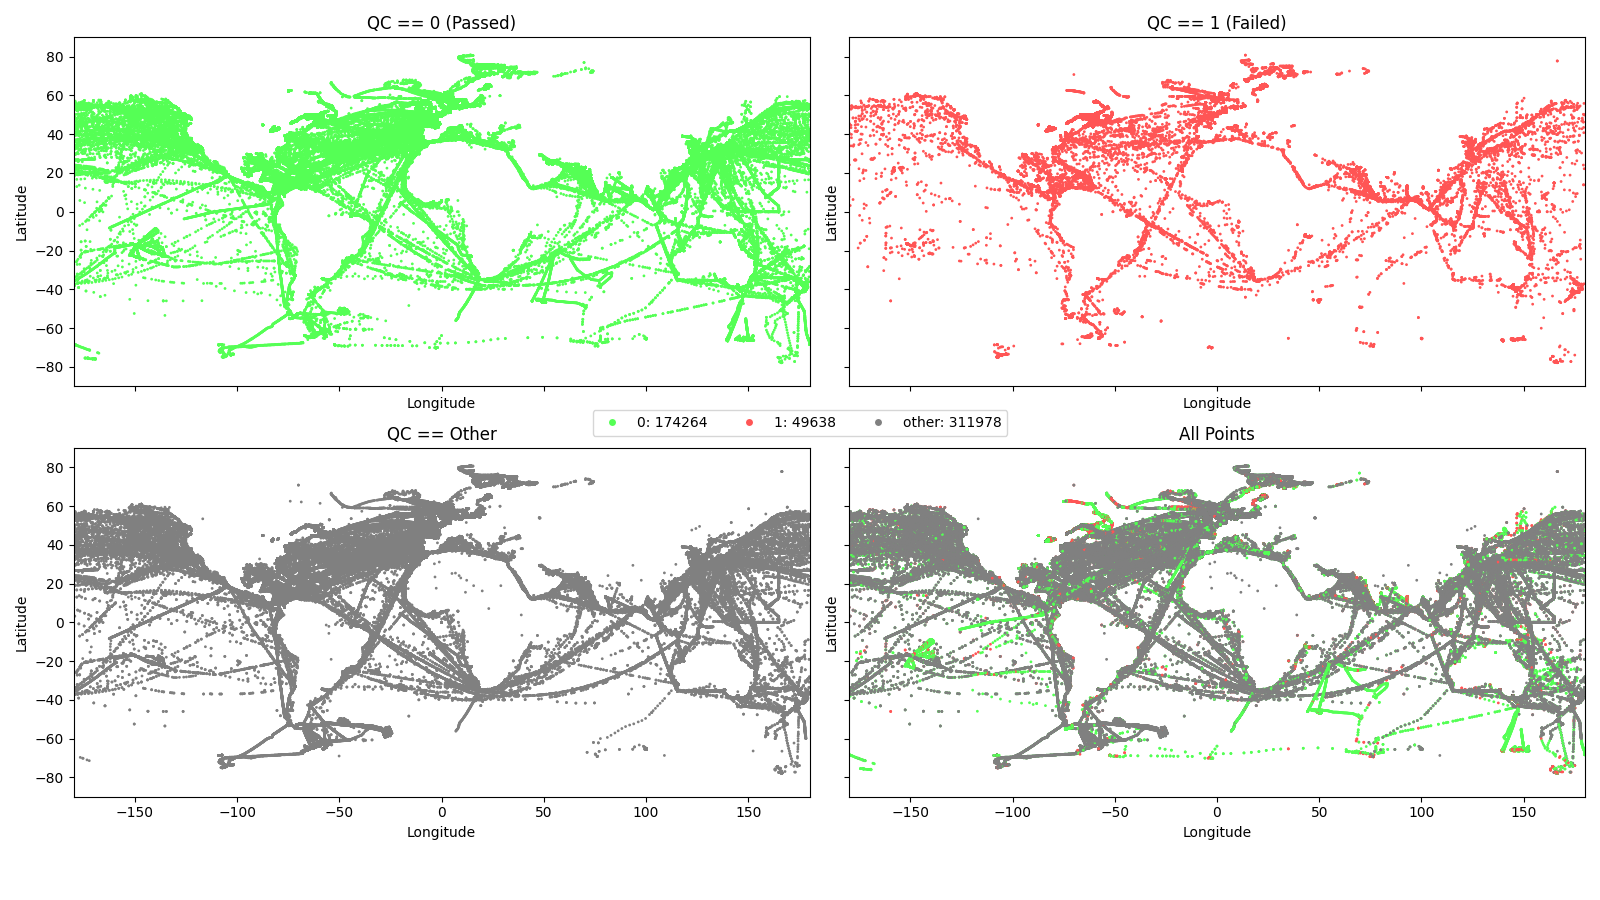 QC == 0 (Passed)
QC == 1 (Failed)
80
60
40
20
0
−20
−40
−60
−80
Latitude
Latitude
Longitude
Longitude
0: 174264 1: 49638 other: 311978
QC == Other
All Points
80
60
40
20
0
−20
−40
−60
−80
Latitude
Latitude
−150 −100 −50 0 50 100 150
−150 −100 −50 0 50 100 150
Longitude
Longitude